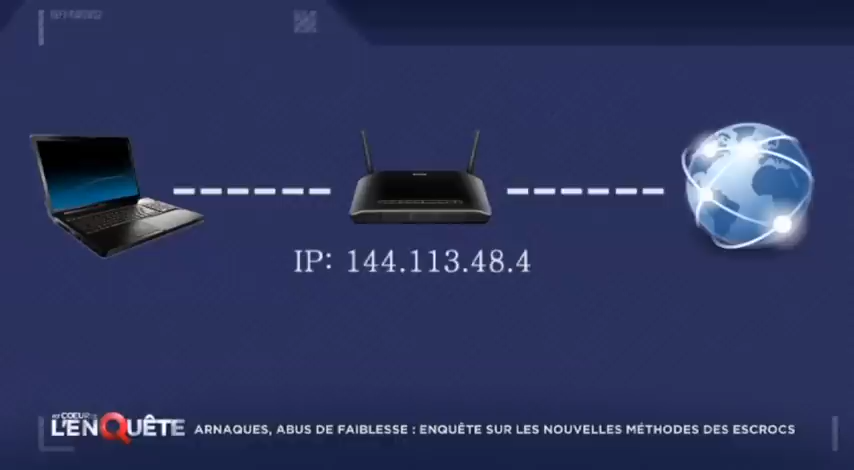 IP: 144.113.48.4
AU COEUR DE
L'ENQUÊTE
ARNAQUES, ABUS DE FAIBLESSE : ENQUÊTE SUR LES NOUVELLES MÉTHODES DES ESCROCS